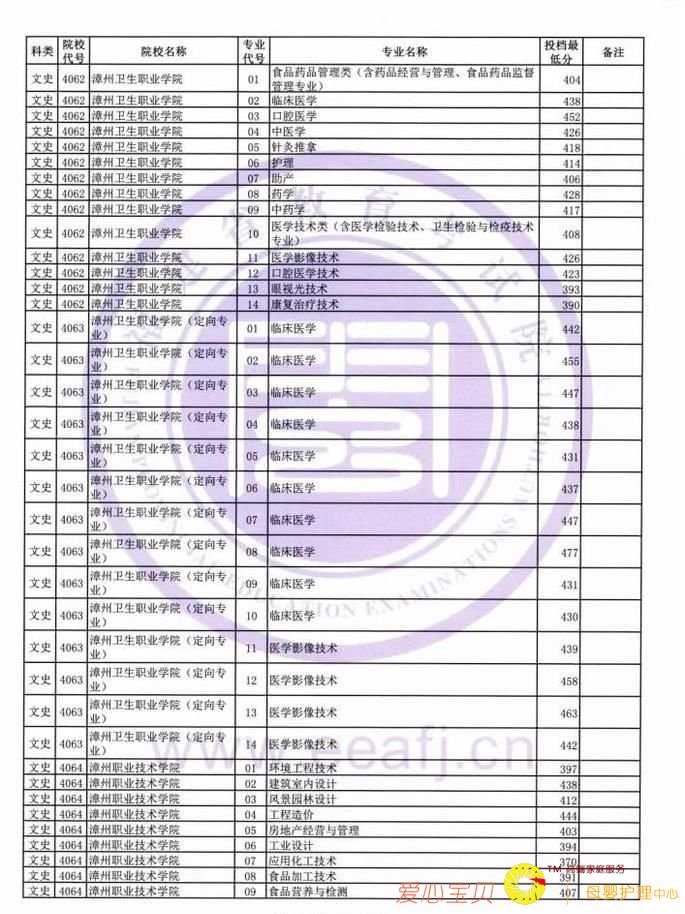 科类 院校代号 院校名称 专业代号 专业名称 投档最低分 备注
文史 4062 漳州卫生职业学院 01 食品药品管理类（含药品经营与管理、食品药品监督管理专业） 404
文史 4062 漳州卫生职业学院 02 临床医学 438
文史 4062 漳州卫生职业学院 03 口腔医学 452
文史 4062 漳州卫生职业学院 04 中医学 426
文史 4062 漳州卫生职业学院 05 针灸推拿 418
文史 4062 漳州卫生职业学院 06 护理 414
文史 4062 漳州卫生职业学院 07 助产 406
文史 4062 漳州卫生职业学院 08 药学 428
文史 4062 漳州卫生职业学院 09 中药学 417
文史 4062 漳州卫生职业学院 10 医学技术类（含医学检验技术、卫生检验与检疫技术专业） 408
文史 4062 漳州卫生职业学院 11 医学影像技术 426
文史 4062 漳州卫生职业学院 12 口腔医学技术 423
文史 4062 漳州卫生职业学院 13 眼视光技术 393
文史 4062 漳州卫生职业学院 14 康复治疗技术 390
文史 4063 漳州卫生职业学院（定向专业） 01 临床医学 442
文史 4063 漳州卫生职业学院（定向专业） 02 临床医学 455
文史 4063 漳州卫生职业学院（定向专业） 03 临床医学 447
文史 4063 漳州卫生职业学院（定向专业） 04 临床医学 438
文史 4063 漳州卫生职业学院（定向专业） 05 临床医学 431
文史 4063 漳州卫生职业学院（定向专业） 06 临床医学 437
文史 4063 漳州卫生职业学院（定向专业） 07 临床医学 447
文史 4063 漳州卫生职业学院（定向专业） 08 临床医学 477
文史 4063 漳州卫生职业学院（定向专业） 09 临床医学 431
文史 4063 漳州卫生职业学院（定向专业） 10 临床医学 430
文史 4063 漳州卫生职业学院（定向专业） 11 医学影像技术 439
文史 4063 漳州卫生职业学院（定向专业） 12 医学影像技术 458
文史 4063 漳州卫生职业学院（定向专业） 13 医学影像技术 463
文史 4063 漳州卫生职业学院（定向专业） 14 医学影像技术 442
文史 4064 漳州职业技术学院 01 环境工程技术 397
文史 4064 漳州职业技术学院 02 建筑室内设计 438
文史 4064 漳州职业技术学院 03 风景园林设计 412
文史 4064 漳州职业技术学院 04 工程造价 444
文史 4064 漳州职业技术学院 05 房地产经营与管理 403
文史 4064 漳州职业技术学院 06 工业设计 394
文史 4064 漳州职业技术学院 07 应用化工技术 370
文史 4064 漳州职业技术学院 08 食品加工技术 391
文史 4064 漳州职业技术学院 09 食品营养与检测 407
www.eeafj.cn
爱心宝贝
TM 高端家庭服务
母婴护理中心